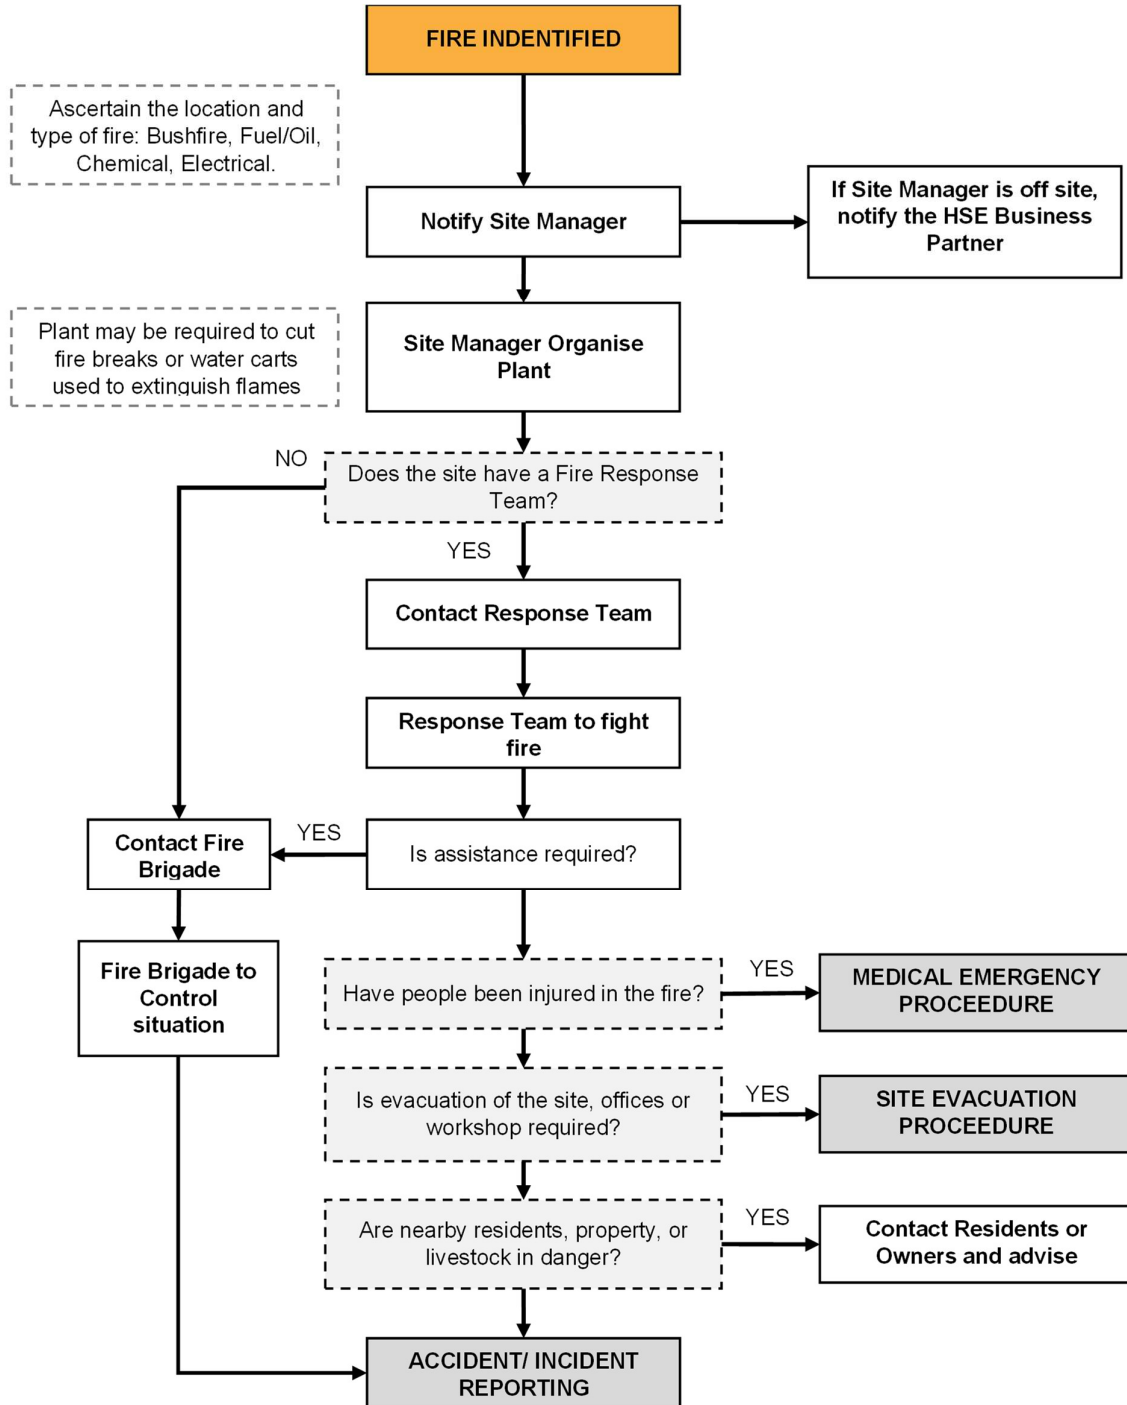 FIRE INDENTIFIED
Ascertain the location and
type of fire: Bushfire, Fuel/Oil,
Chemical, Electrical.
Notify Site Manager
If Site Manager is off site,
notify the HSE Business
Partner
Plant may be required to cut
fire breaks or water carts
used to extinguish flames
Site Manager Organise
Plant
NO
Does the site have a Fire Response
Team?
YES
Contact Response Team
Response Team to fight
fire
Contact Fire
Brigade
YES
Is assistance required?
Fire Brigade to
Control
situation
Have people been injured in the fire?
YES
MEDICAL EMERGENCY
PROCEEDURE
Is evacuation of the site, offices or
workshop required?
YES
SITE EVACUATION
PROCEEDURE
Are nearby residents, property, or
livestock in danger?
YES
Contact Residents or
Owners and advise
ACCIDENT/ INCIDENT
REPORTING